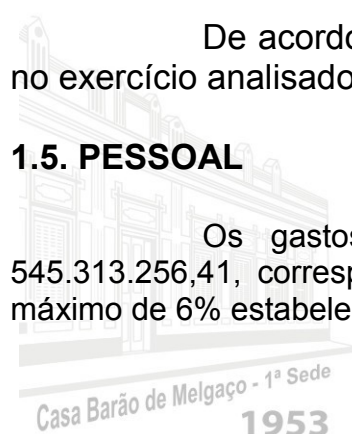 De acordo
no exercício analisado
1.5. PESSOAL
Os gastos
545.313.256,41, corresp
máximo de 6% estabele
Casa Barão de Melgaço - 1ª Sede
1953